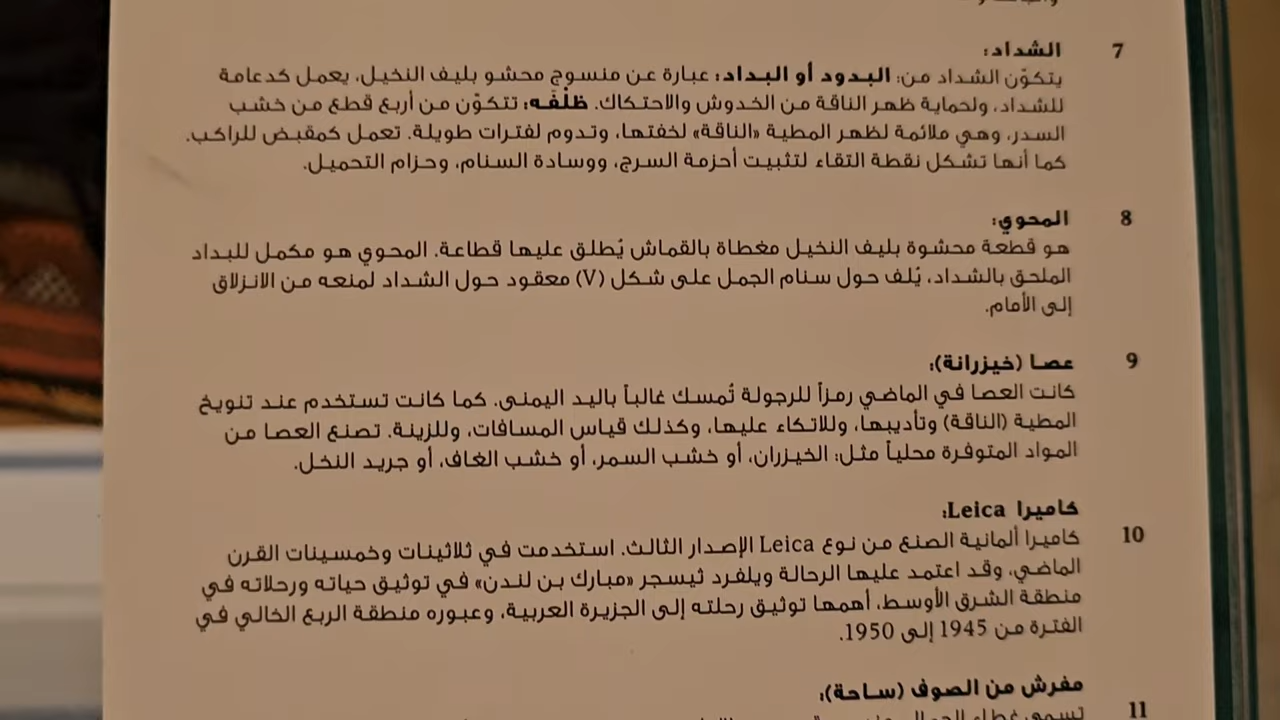 7 الشداد:
يتكوّن الشداد من: البدود أو البداد: عبارة عن منسوج محشو بليف النخيل، يعمل كدعامة
للشداد، ولحماية ظهر الناقة من الخدوش والاحتكاك. ظلْفَه: تتكوّن من أربع قطع من خشب
السدر، وهي ملائمة لظهر المطية «الناقة» لخفتها، وتدوم لفترات طويلة. تعمل كمقبض للراكب.
كما أنها تشكل نقطة التقاء لتثبيت أحزمة السرج، ووسادة السنام، وحزام التحميل.
8 المحوي:
هو قطعة محشوة بليف النخيل مغطاة بالقماش يُطلق عليها قطاعة. المحوي هو مكمل للبداد
الملحق بالشداد، يُلف حول سنام الجمل على شكل (V) معقود حول الشداد لمنعه من الانزلاق
إلى الأمام.
9 عصا (خيزرانة):
كانت العصا في الماضي رمزاً للرجولة تُمسك غالباً باليد اليمنى. كما كانت تستخدم عند تنويخ
المطية (الناقة) وتأديبها، وللاتكاء عليها، وكذلك قياس المسافات، وللزينة. تصنع العصا من
المواد المتوفرة محلياً مثل: الخيزران، أو خشب السمر، أو خشب الغاف، أو جريد النخل.
كاميرا Leica:
10 كاميرا ألمانية الصنع من نوع Leica الإصدار الثالث. استخدمت في ثلاثينات وخمسينات القرن
الماضي، وقد اعتمد عليها الرحالة ويلفرد ثيسجر «مبارك بن لندن» في توثيق حياته ورحلاته في
منطقة الشرق الأوسط، أهمها توثيق رحلته إلى الجزيرة العربية، وعبوره منطقة الربع الخالي في
الفترة من 1945 إلى 1950.
مفرش من الصوف (ساحة):
11 تسمى غطاء